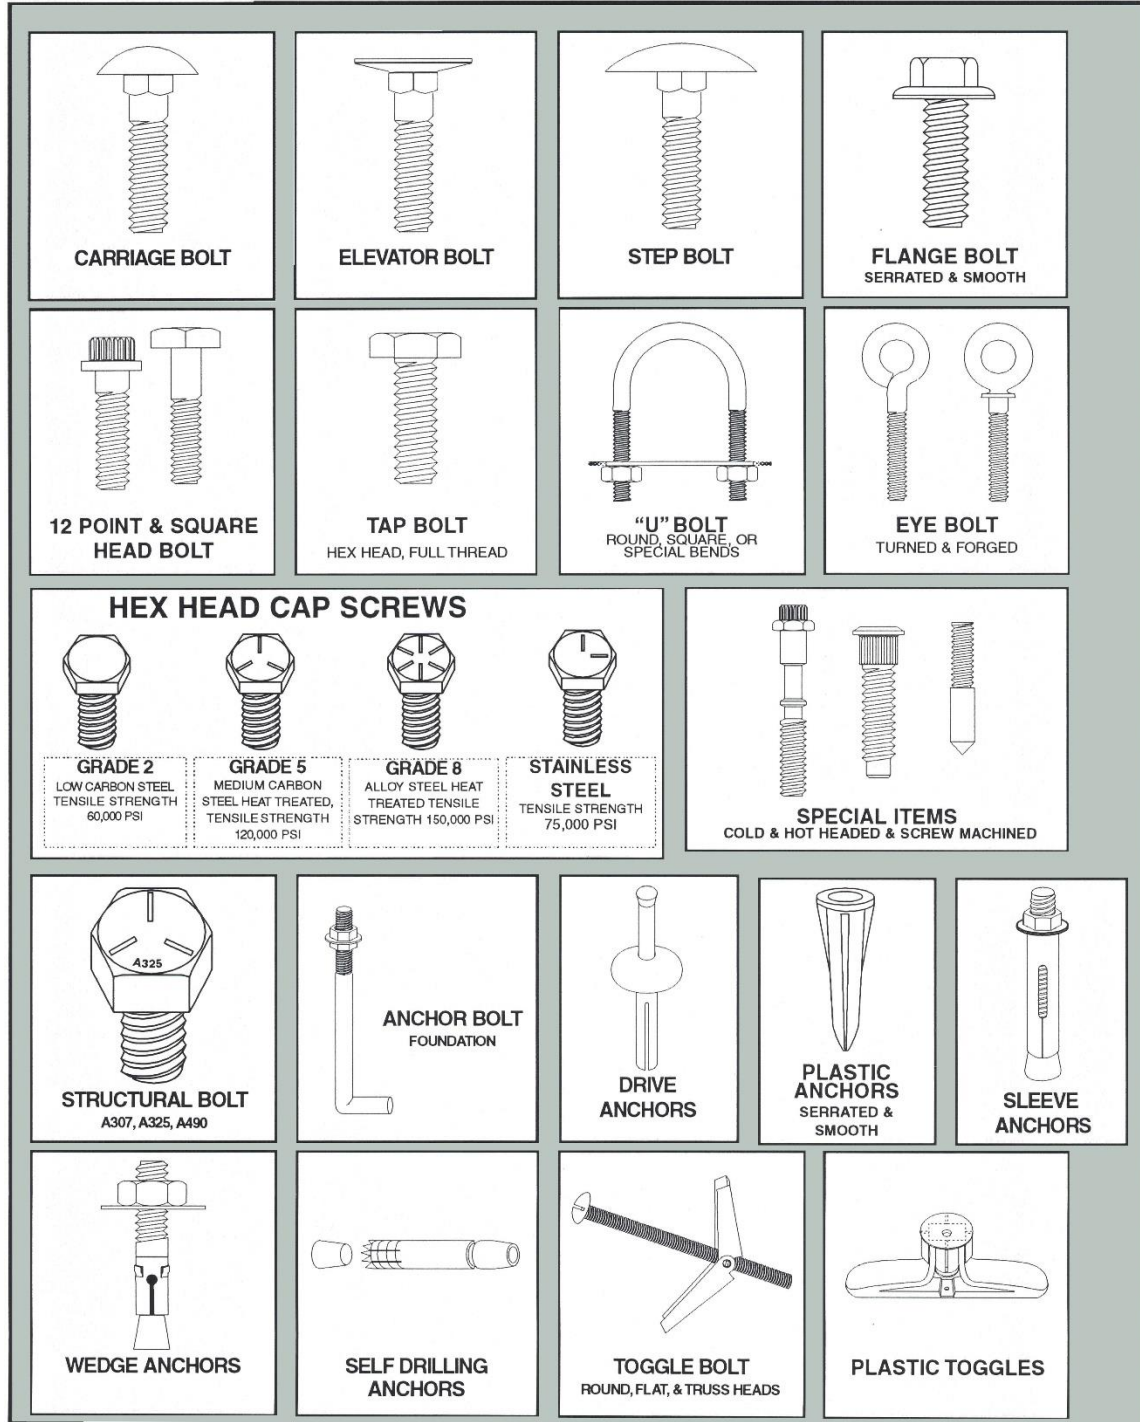 CARRIAGE BOLT
ELEVATOR BOLT
STEP BOLT
FLANGE BOLT
SERRATED & SMOOTH
12 POINT & SQUARE
HEAD BOLT
TAP BOLT
HEX HEAD, FULL THREAD
“U” BOLT
ROUND, SQUARE, OR
SPECIAL BENDS
EYE BOLT
TURNED & FORGED
HEX HEAD CAP SCREWS
GRADE 2
LOW CARBON STEEL
TENSILE STRENGTH
60,000 PSI
GRADE 5
MEDIUM CARBON
STEEL HEAT TREATED,
TENSILE STRENGTH
120,000 PSI
GRADE 8
ALLOY STEEL HEAT
TREATED TENSILE
STRENGTH 150,000 PSI
STAINLESS
STEEL
TENSILE STRENGTH
75,000 PSI
SPECIAL ITEMS
COLD & HOT HEADED & SCREW MACHINED
A325
STRUCTURAL BOLT
A307, A325, A490
ANCHOR BOLT
FOUNDATION
DRIVE
ANCHORS
PLASTIC
ANCHORS
SERRATED &
SMOOTH
SLEEVE
ANCHORS
WEDGE ANCHORS
SELF DRILLING
ANCHORS
TOGGLE BOLT
ROUND, FLAT, & TRUSS HEADS
PLASTIC TOGGLES